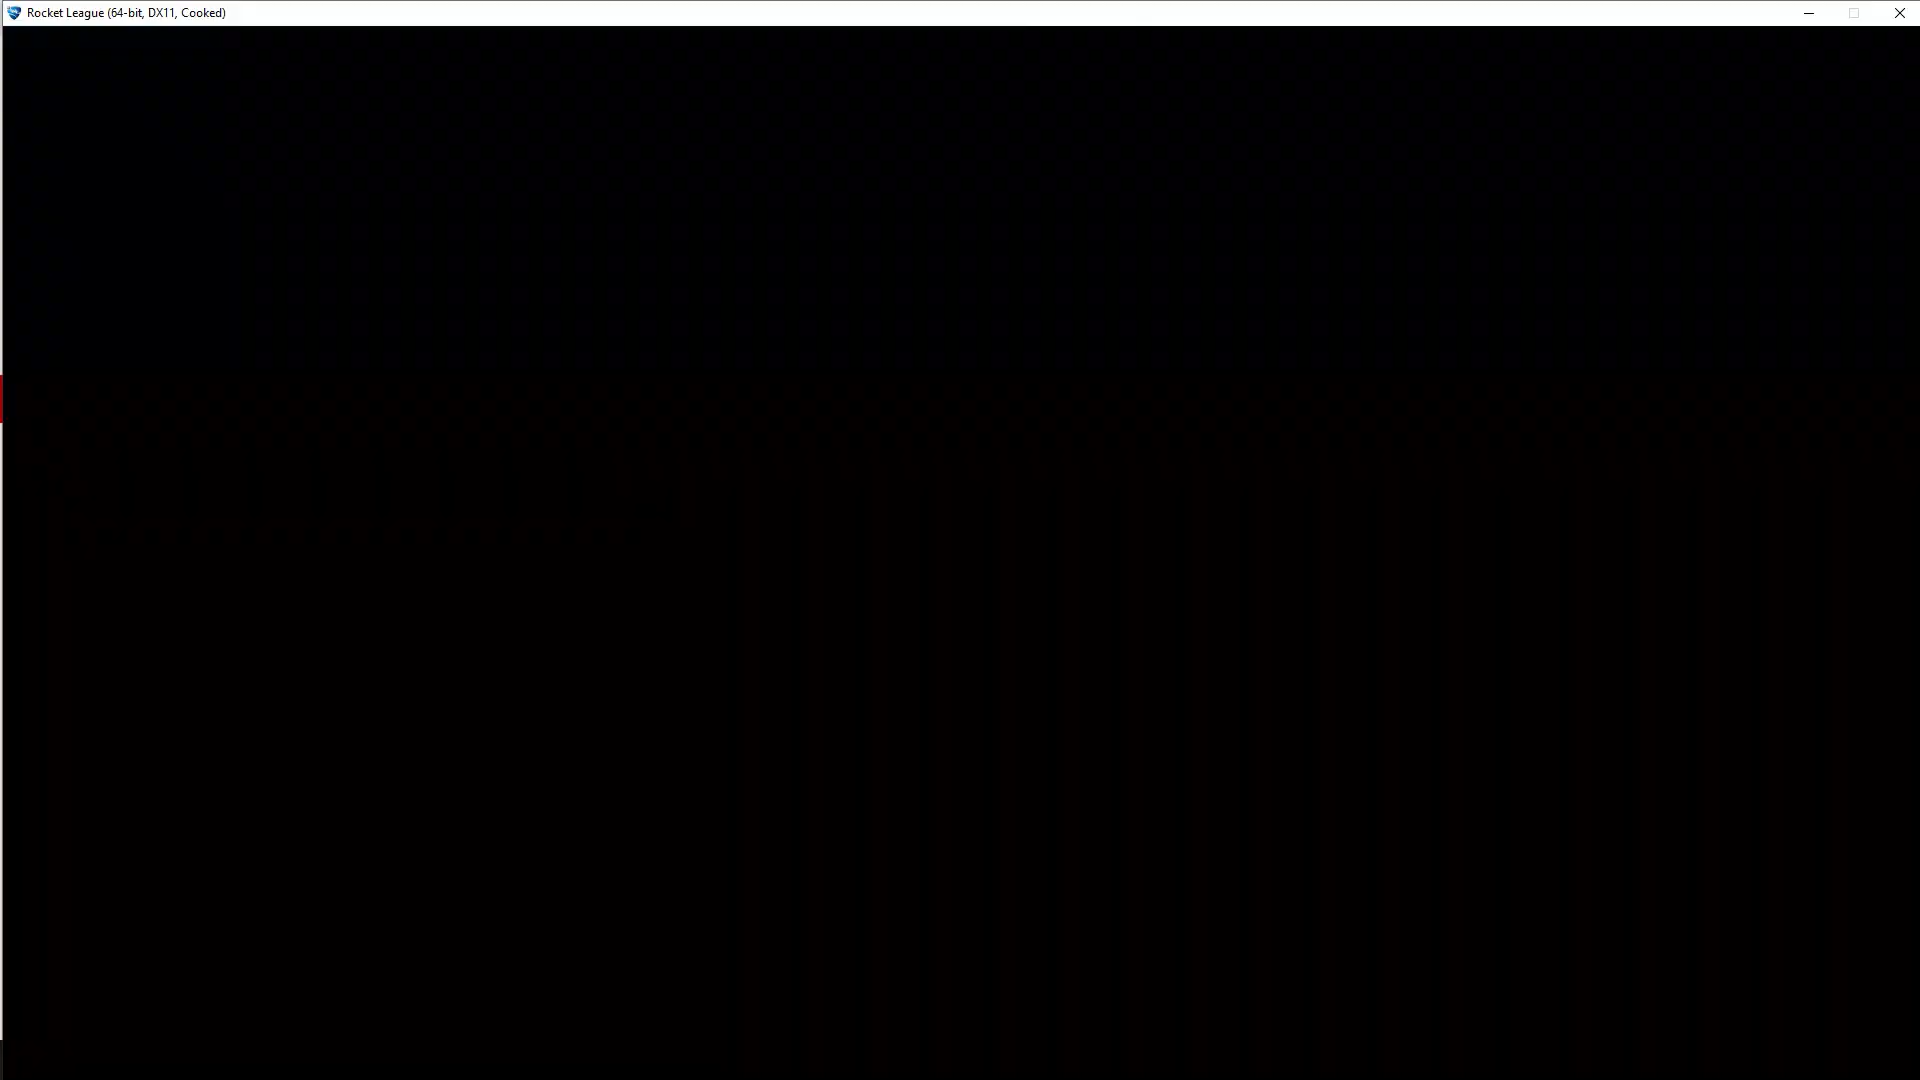 Rocket League (64-bit, DX11, Cooked)